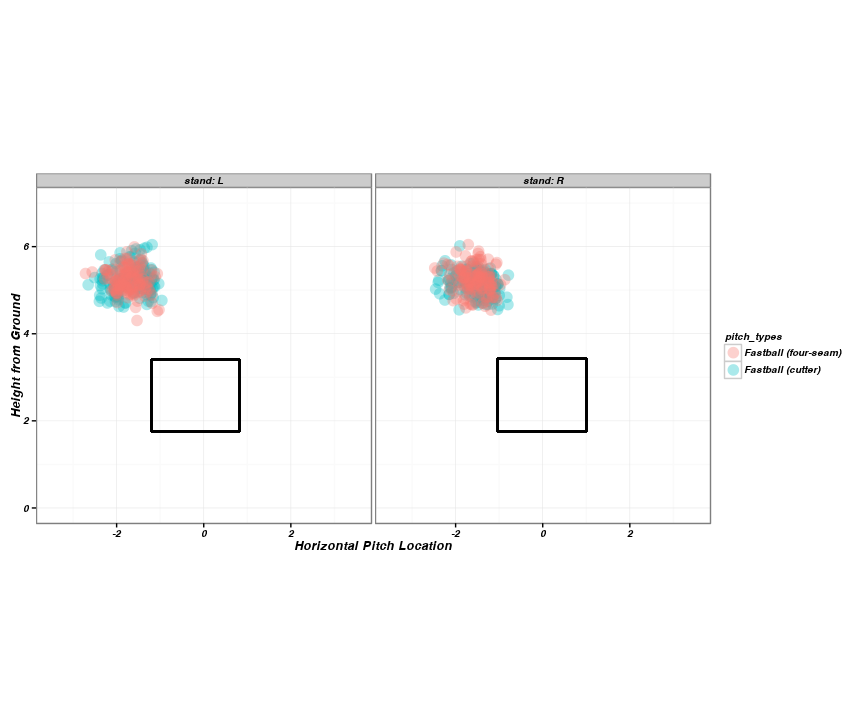 stand: L
stand: R
Height from Ground
6
4
2
0
-2
0
2
-2
0
2
Horizontal Pitch Location
pitch_types
Fastball (four-seam)
Fastball (cutter)